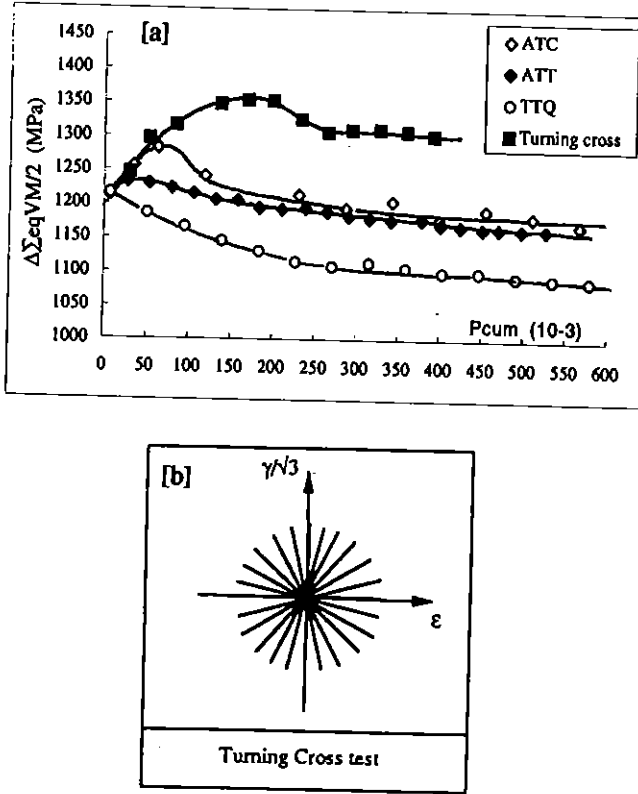 [a]
ΔΣeqVM/2 (MPa)
1450
1400
1350
1300
1250
1200
1150
1100
1050
1000
ATC
ATT
TTQ
Turning cross
Pcum (10-3)
0 50 100 150 200 250 300 350 400 450 500 550 600
[b]
γ/√3
ε
Turning Cross test